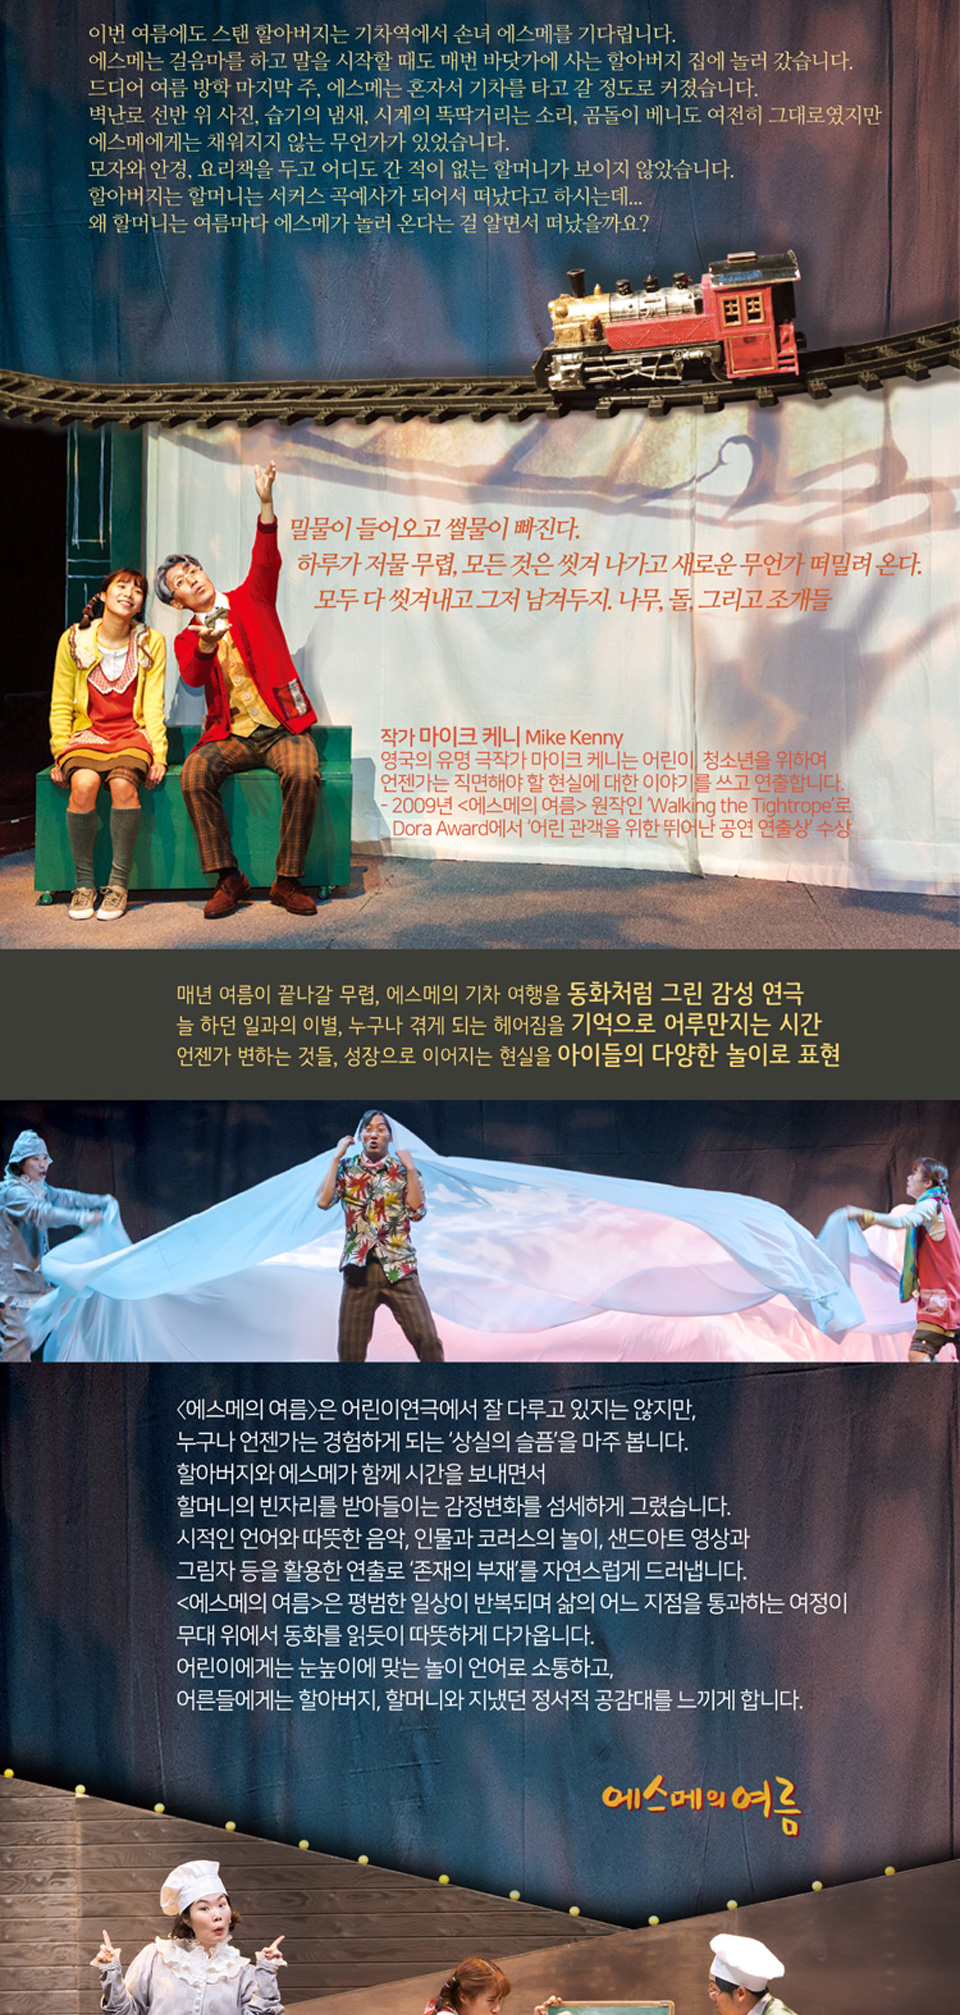 이번 여름에도 스탠 할아버지는 기차역에서 손녀 에스메를 기다립니다.
에스메는 걸음마를 하고 말을 시작할 때도 매번 바닷가에 사는 할아버지 집에 놀러 갔습니다.
드디어 여름 방학 마지막 주, 에스메는 혼자서 기차를 타고 갈 정도로 커졌습니다.
벽난로 선반 위 사진, 습기의 냄새, 시계의 똑딱거리는 소리, 곰돌이 베니도 여전히 그대로였지만
에스메에게는 채워지지 않는 무언가가 있었습니다.
모자와 안경, 요리책을 두고 어디도 간 적이 없는 할머니가 보이지 않았습니다.
할아버지는 할머니는 서커스 곡예사가 되어서 떠났다고 하시는데...
왜 할머니는 여름마다 에스메가 놀러 온다는 걸 알면서 떠났을까요?
밀물이 들어오고 썰물이 빠진다.
하루가 저물 무렵, 모든 것은 씻겨 나가고 새로운 무언가 떠밀려 온다.
모두 다 씻겨내고 그저 남겨두지. 나무, 돌, 그리고 조개들
작가 마이크 케니 Mike Kenny
영국의 유명 극작가 마이크 케니는 어린이, 청소년을 위하여
언젠가는 직면해야 할 현실에 대한 이야기를 쓰고 연출합니다.
- 2009년 <에스메의 여름> 원작인 'Walking the Tightrope'로
Dora Award에서 '어린 관객을 위한 뛰어난 공연 연출상' 수상
매년 여름이 끝나갈 무렵, 에스메의 기차 여행을 동화처럼 그린 감성 연극
늘 하던 일과의 이별, 누구나 겪게 되는 헤어짐을 기억으로 어루만지는 시간
언젠가 변하는 것들, 성장으로 이어지는 현실을 아이들의 다양한 놀이로 표현
<에스메의 여름>은 어린이연극에서 잘 다루고 있지는 않지만,
누구나 언젠가는 경험하게 되는 '상실의 슬픔'을 마주 봅니다.
할아버지와 에스메가 함께 시간을 보내면서
할머니의 빈자리를 받아들이는 감정변화를 섬세하게 그렸습니다.
시적인 언어와 따뜻한 음악, 인물과 코러스의 놀이, 샌드아트 영상과
그림자 등을 활용한 연출로 '존재의 부재'를 자연스럽게 드러냅니다.
<에스메의 여름>은 평범한 일상이 반복되며 삶의 어느 지점을 통과하는 여정이
무대 위에서 동화를 읽듯이 따뜻하게 다가옵니다.
어린이에게는 눈높이에 맞는 놀이 언어로 소통하고,
어른들에게는 할아버지, 할머니와 지냈던 정서적 공감대를 느끼게 합니다.
에스메의 여름